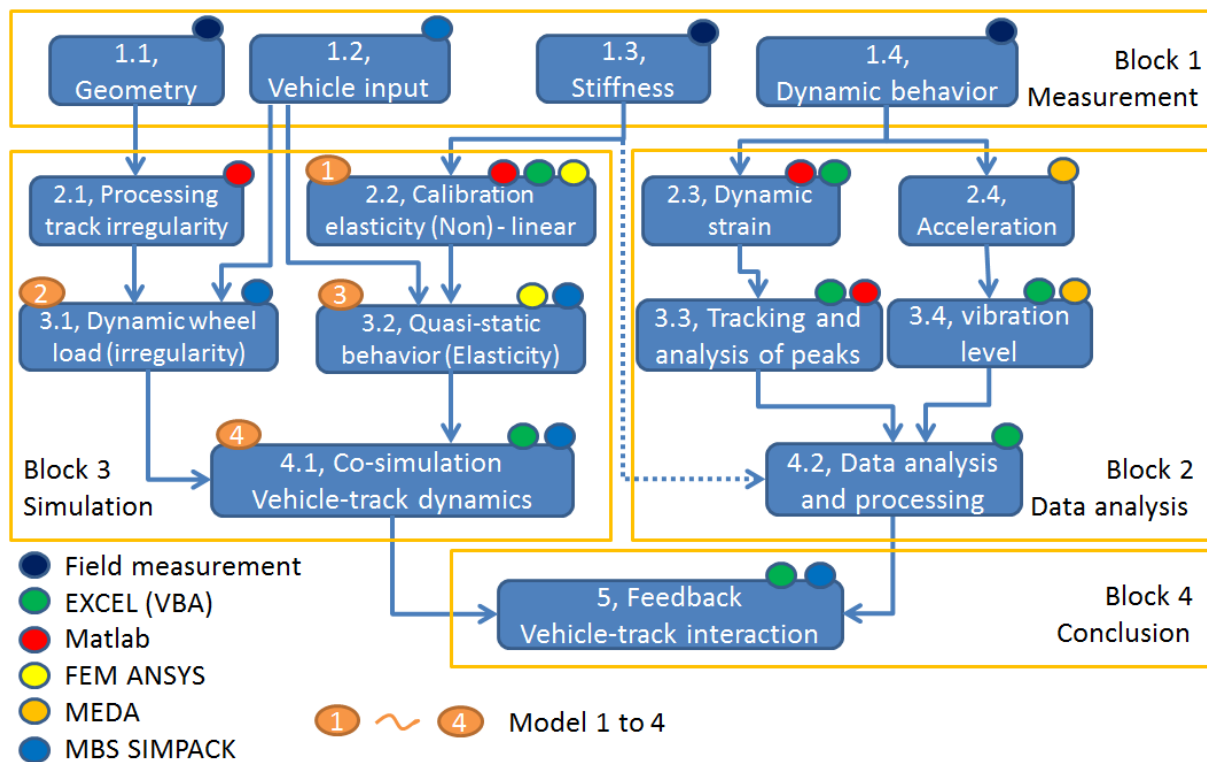 1.1,
Geometry
1.2,
Vehicle input
1.3,
Stiffness
1.4,
Dynamic behavior
Block 1
Measurement
1
2.1, Processing
track irregularity
2.2, Calibration
elasticity (Non) - linear
2.3, Dynamic
strain
2.4,
Acceleration
2
3.1, Dynamic wheel
load (irregularity)
3
3.2, Quasi-static
behavior (Elasticity)
3.3, Tracking and
analysis of peaks
3.4, vibration
level
4
4.1, Co-simulation
Vehicle-track dynamics
Block 3
Simulation
4.2, Data analysis
and processing
Block 2
Data analysis
Field measurement
EXCEL (VBA)
Matlab
FEM ANSYS
MEDA
MBS SIMPACK
5, Feedback
Vehicle-track interaction
Block 4
Conclusion
1 ~ 4 Model 1 to 4